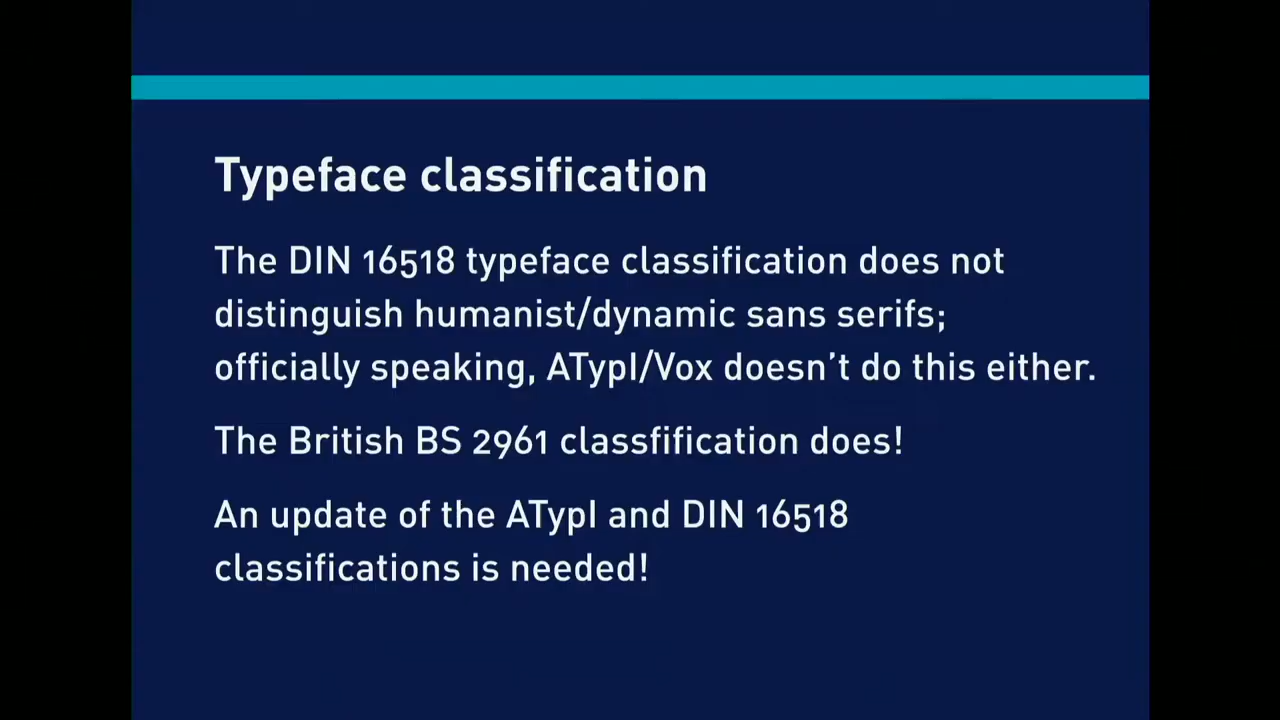 Typeface classification
The DIN 16518 typeface classification does not
distinguish humanist/dynamic sans serifs;
officially speaking, ATypI/Vox doesn’t do this either.
The British BS 2961 classfification does!
An update of the ATypI and DIN 16518
classifications is needed!